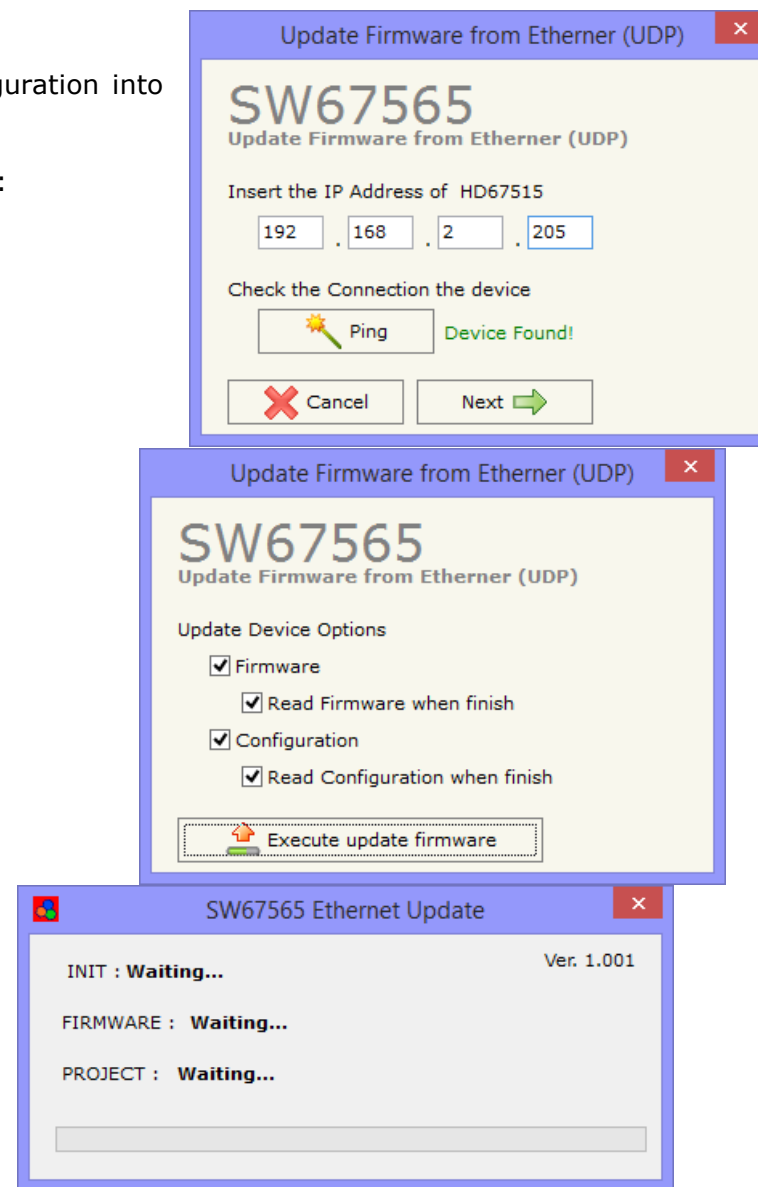 guration into
:
Update Firmware from Etherner (UDP)
SW67565
Update Firmware from Etherner (UDP)
Insert the IP Address of HD67515
192 . 168 . 2 . 205
Check the Connection the device
Ping Device Found!
Cancel Next
Update Firmware from Etherner (UDP)
SW67565
Update Firmware from Etherner (UDP)
Update Device Options
Firmware
Read Firmware when finish
Configuration
Read Configuration when finish
Execute update firmware
SW67565 Ethernet Update
INIT : Waiting... Ver. 1.001
FIRMWARE : Waiting...
PROJECT : Waiting...